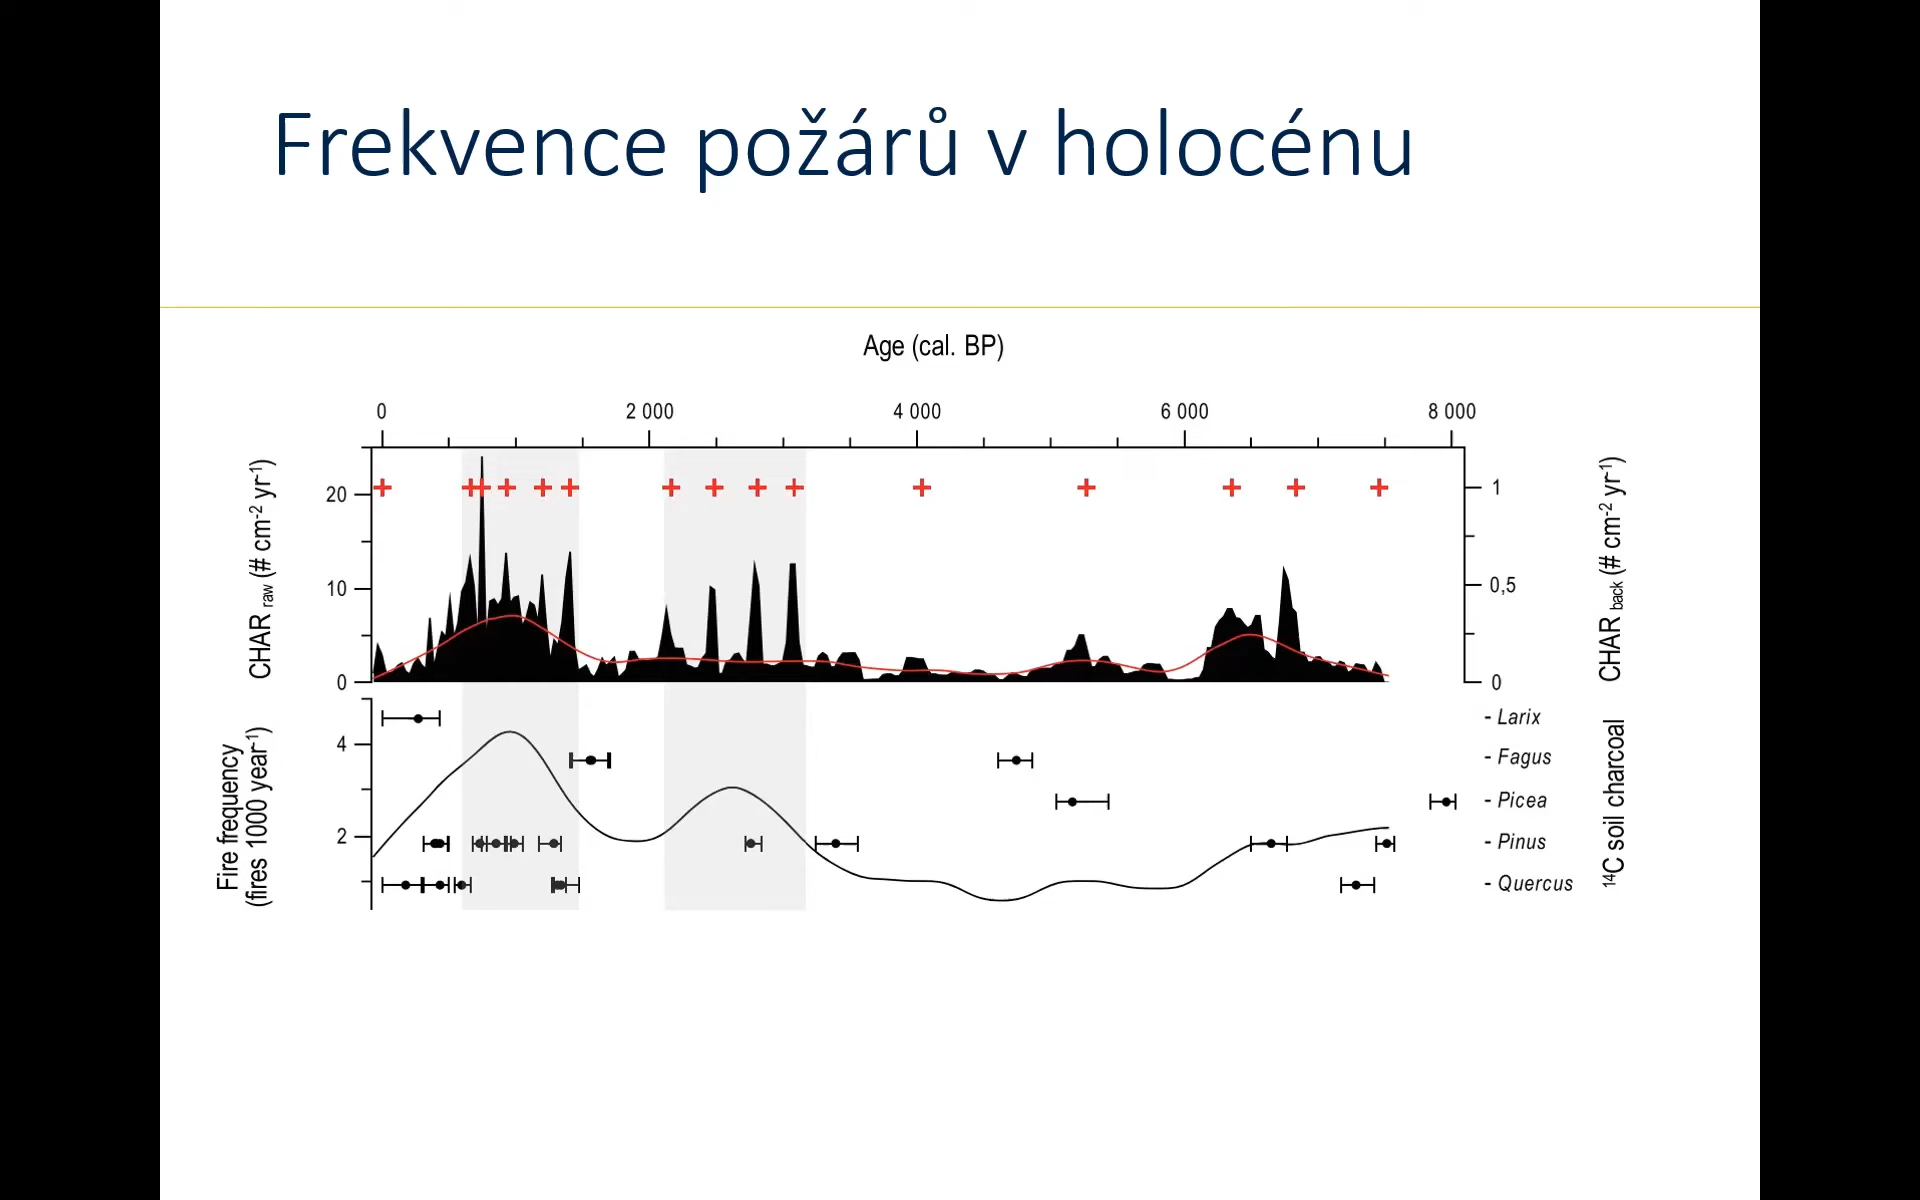 Frekvence požárů v holocénu
Age (cal. BP)
0 2 000 4 000 6 000 8 000
CHAR raw (# cm-2 yr-1)
20
10
0
1
0,5
0
CHAR back (# cm-2 yr-1)
Fire frequency
(fires 1000 year-1)
4
2
- Larix
- Fagus
- Picea
- Pinus
- Quercus
14C soil charcoal